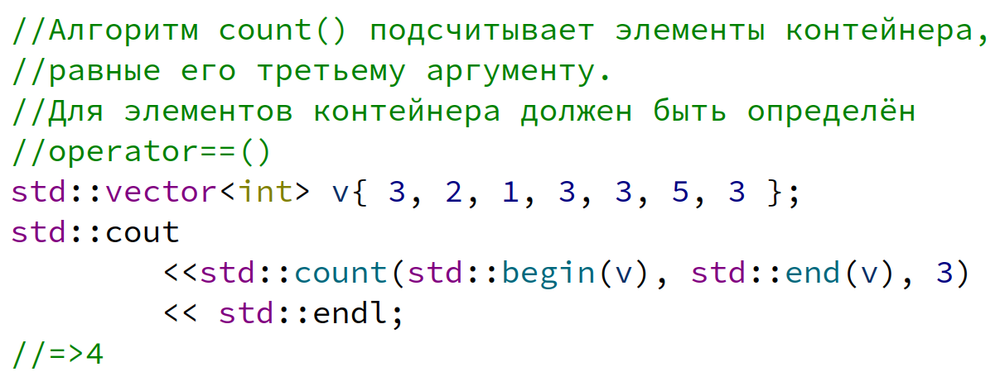 //Алгоритм count() подсчитывает элементы контейнера,
//равные его третьему аргументу.
//Для элементов контейнера должен быть определён
//operator==()
std::vector<int> v{ 3, 2, 1, 3, 3, 5, 3 };
std::cout
        <<std::count(std::begin(v), std::end(v), 3)
        << std::endl;
//=>4